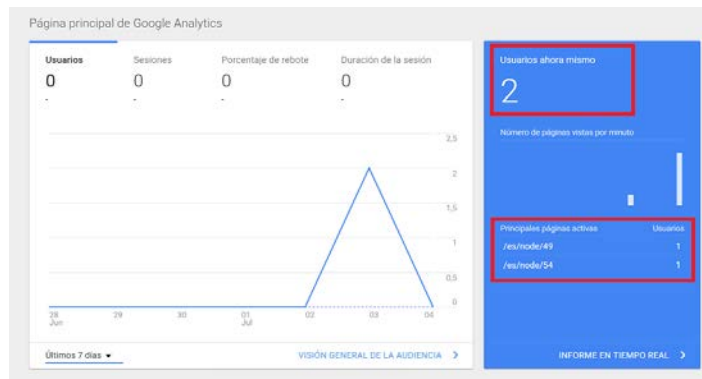 Página principal de Google Analytics
Usuarios Sesiones Porcentaje de rebote Duración de la sesión
0 0 0 0
- - - -
2,5
2
1,5
1
0,5
0
28 29 30 01 02 03 04
Jun Jul
Últimos 7 días
VISIÓN GENERAL DE LA AUDIENCIA
Usuarios ahora mismo
2
Número de páginas vistas por minuto
Principales páginas activas Usuarios
/es/node/49 1
/es/node/54 1
INFORME EN TIEMPO REAL